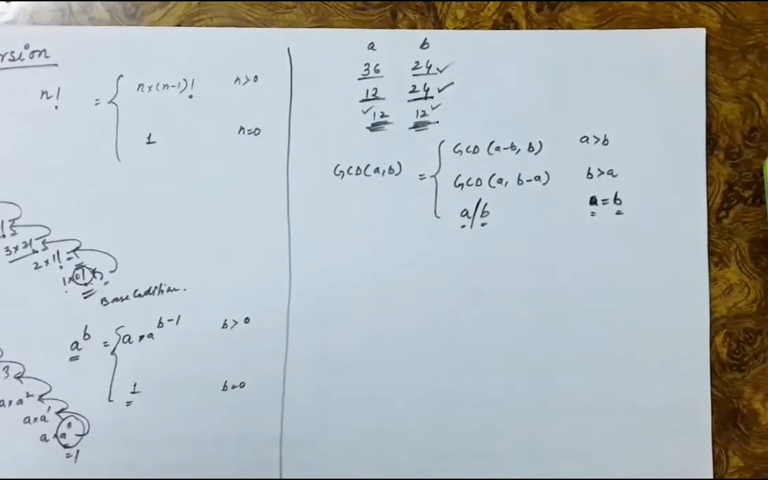 rsion
n! = { n×(n-1)! n>0
1 n=0
3×2!
2×1! = 1
1×0!
Base Condition.
a^b = { a×a^b-1 b>0
1 b=0
3
a×a²
a×a¹
a×a⁰
=1
a b
36 24 ✓
12 24 ✓
✓12 12 ✓
GCD(a,b) = { GCD(a-b, b) a>b
GCD(a, b-a) b>a
a/b a=b